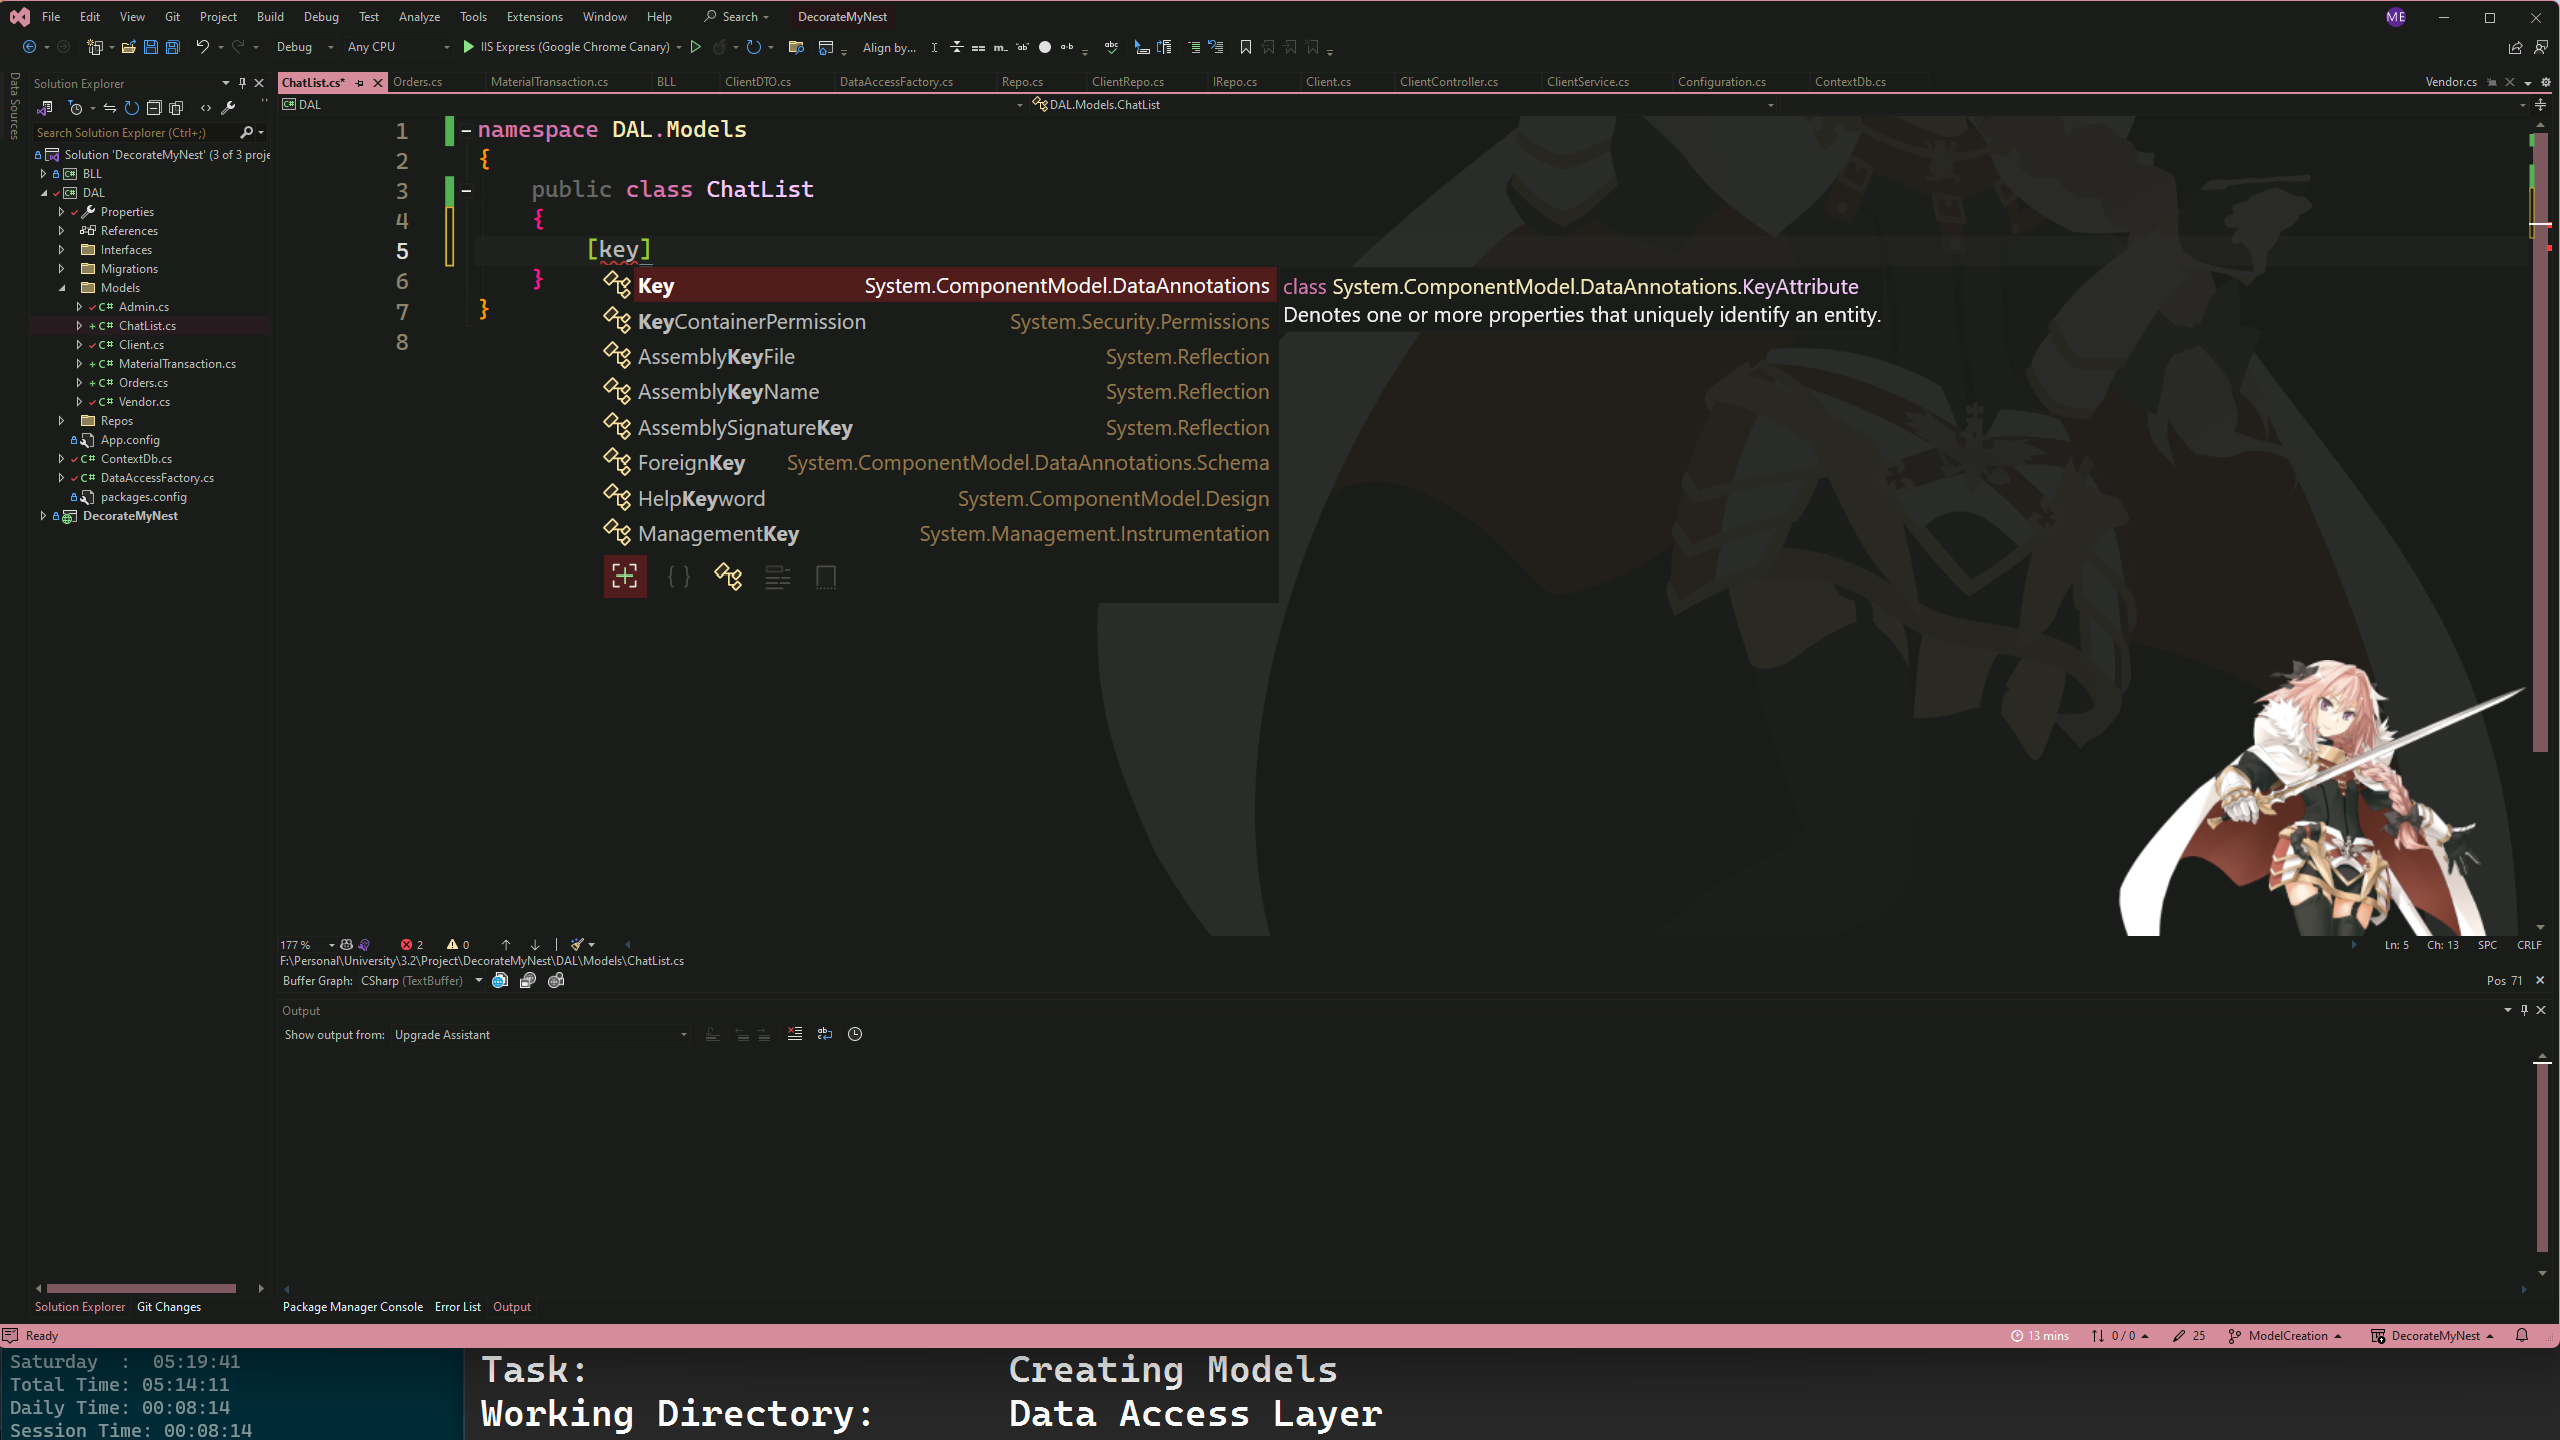 File Edit View Git Project Build Debug Test Analyze Tools Extensions Window Help Search DecorateMyNest ME
Debug Any CPU IIS Express (Google Chrome Canary) Align by...
Data Sources
Solution Explorer
Search Solution Explorer (Ctrl+;)
Solution 'DecorateMyNest' (3 of 3 proje
BLL
DAL
Properties
References
Interfaces
Migrations
Models
Admin.cs
ChatList.cs
Client.cs
MaterialTransaction.cs
Orders.cs
Vendor.cs
Repos
App.config
ContextDb.cs
DataAccessFactory.cs
packages.config
DecorateMyNest
Solution Explorer Git Changes
ChatList.cs* Orders.cs MaterialTransaction.cs BLL ClientDTO.cs DataAccessFactory.cs Repo.cs ClientRepo.cs IRepo.cs Client.cs ClientController.cs ClientService.cs Configuration.cs ContextDb.cs Vendor.cs
DAL DAL.Models.ChatList
1 namespace DAL.Models
2 {
3 public class ChatList
4 {
5 [key]
6 }
7 }
8
Key System.ComponentModel.DataAnnotations
KeyContainerPermission System.Security.Permissions
AssemblyKeyFile System.Reflection
AssemblyKeyName System.Reflection
AssemblySignatureKey System.Reflection
ForeignKey System.ComponentModel.DataAnnotations.Schema
HelpKeyword System.ComponentModel.Design
ManagementKey System.Management.Instrumentation
class System.ComponentModel.DataAnnotations.KeyAttribute
Denotes one or more properties that uniquely identify an entity.
177 % 2 0 Ln: 5 Ch: 13 SPC CRLF
F:\Personal\University\3.2\Project\DecorateMyNest\DAL\Models\ChatList.cs
Buffer Graph: CSharp (TextBuffer) Pos 71
Output
Show output from: Upgrade Assistant
Package Manager Console Error List Output
Ready 13 mins 0 / 0 25 ModelCreation DecorateMyNest
Saturday : 05:19:41
Total Time: 05:14:11
Daily Time: 00:08:14
Session Time: 00:08:14
Task: Creating Models
Working Directory: Data Access Layer